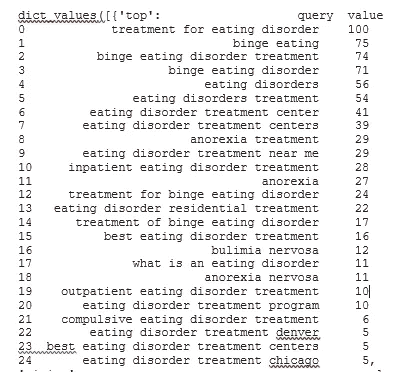 dict_values([{'top': query value
0 treatment for eating disorder 100
1 binge eating 75
2 binge eating disorder treatment 74
3 binge eating disorder 71
4 eating disorders 56
5 eating disorders treatment 54
6 eating disorder treatment center 41
7 eating disorder treatment centers 39
8 anorexia treatment 29
9 eating disorder treatment near me 29
10 inpatient eating disorder treatment 28
11 anorexia 27
12 treatment for binge eating disorder 24
13 eating disorder residential treatment 22
14 treatment of binge eating disorder 17
15 best eating disorder treatment 16
16 bulimia nervosa 12
17 what is an eating disorder 11
18 anorexia nervosa 11
19 outpatient eating disorder treatment 10
20 eating disorder treatment program 10
21 compulsive eating disorder treatment 6
22 eating disorder treatment denver 5
23 best eating disorder treatment centers 5
24 eating disorder treatment chicago 5,